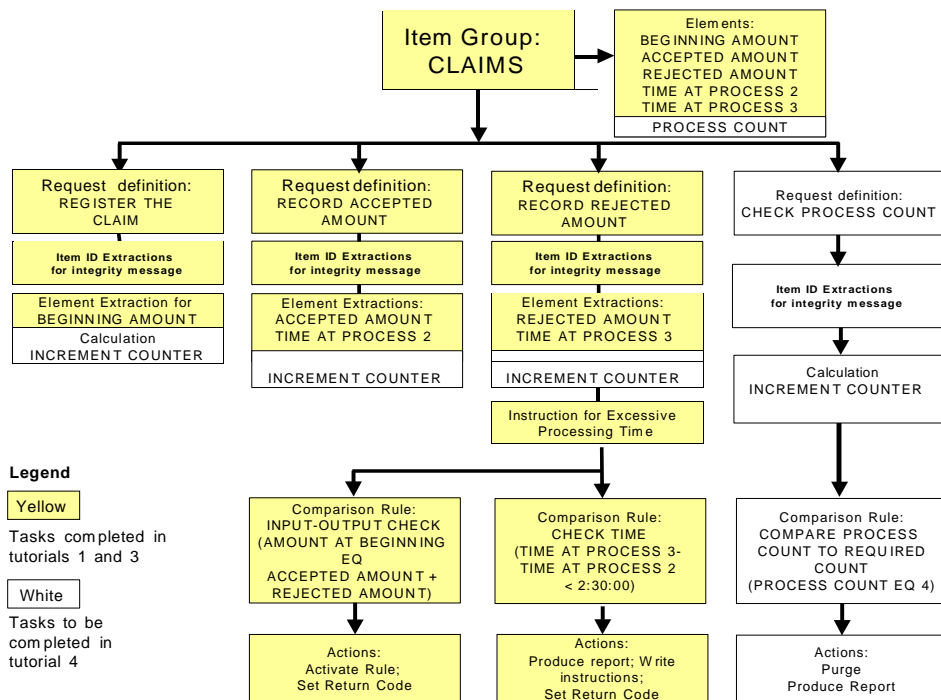 Item Group:
CLAIMS
Elements:
BEGINNING AMOUNT
ACCEPTED AMOUNT
REJECTED AMOUNT
TIME AT PROCESS 2
TIME AT PROCESS 3
PROCESS COUNT
Request definition:
REGISTER THE
CLAIM
Item ID Extractions
for integrity message
Element Extraction for
BEGINNING AMOUNT
Calculation
INCREMENT COUNTER
Request definition:
RECORD ACCEPTED
AMOUNT
Item ID Extractions
for integrity message
Element Extractions:
ACCEPTED AMOUNT
TIME AT PROCESS 2
INCREMENT COUNTER
Request definition:
RECORD REJECTED
AMOUNT
Item ID Extractions
for integrity message
Element Extractions:
REJECTED AMOUNT
TIME AT PROCESS 3
INCREMENT COUNTER
Instruction for Excessive
Processing Time
Request definition:
CHECK PROCESS COUNT
Item ID Extractions
for integrity message
Calculation
INCREMENT COUNTER
Legend
Yellow
Tasks completed in
tutorials 1 and 3
White
Tasks to be
completed in
tutorial 4
Comparison Rule:
INPUT-OUTPUT CHECK
(AMOUNT AT BEGINNING
EQ
ACCEPTED AMOUNT +
REJECTED AMOUNT)
Actions:
Activate Rule;
Set Return Code
Comparison Rule:
CHECK TIME
(TIME AT PROCESS 3-
TIME AT PROCESS 2
< 2:30:00)
Actions:
Produce report; Write
instructions;
Set Return Code
Comparison Rule:
COMPARE PROCESS
COUNT TO REQUIRED
COUNT
(PROCESS COUNT EQ 4)
Actions:
Purge
Produce Report